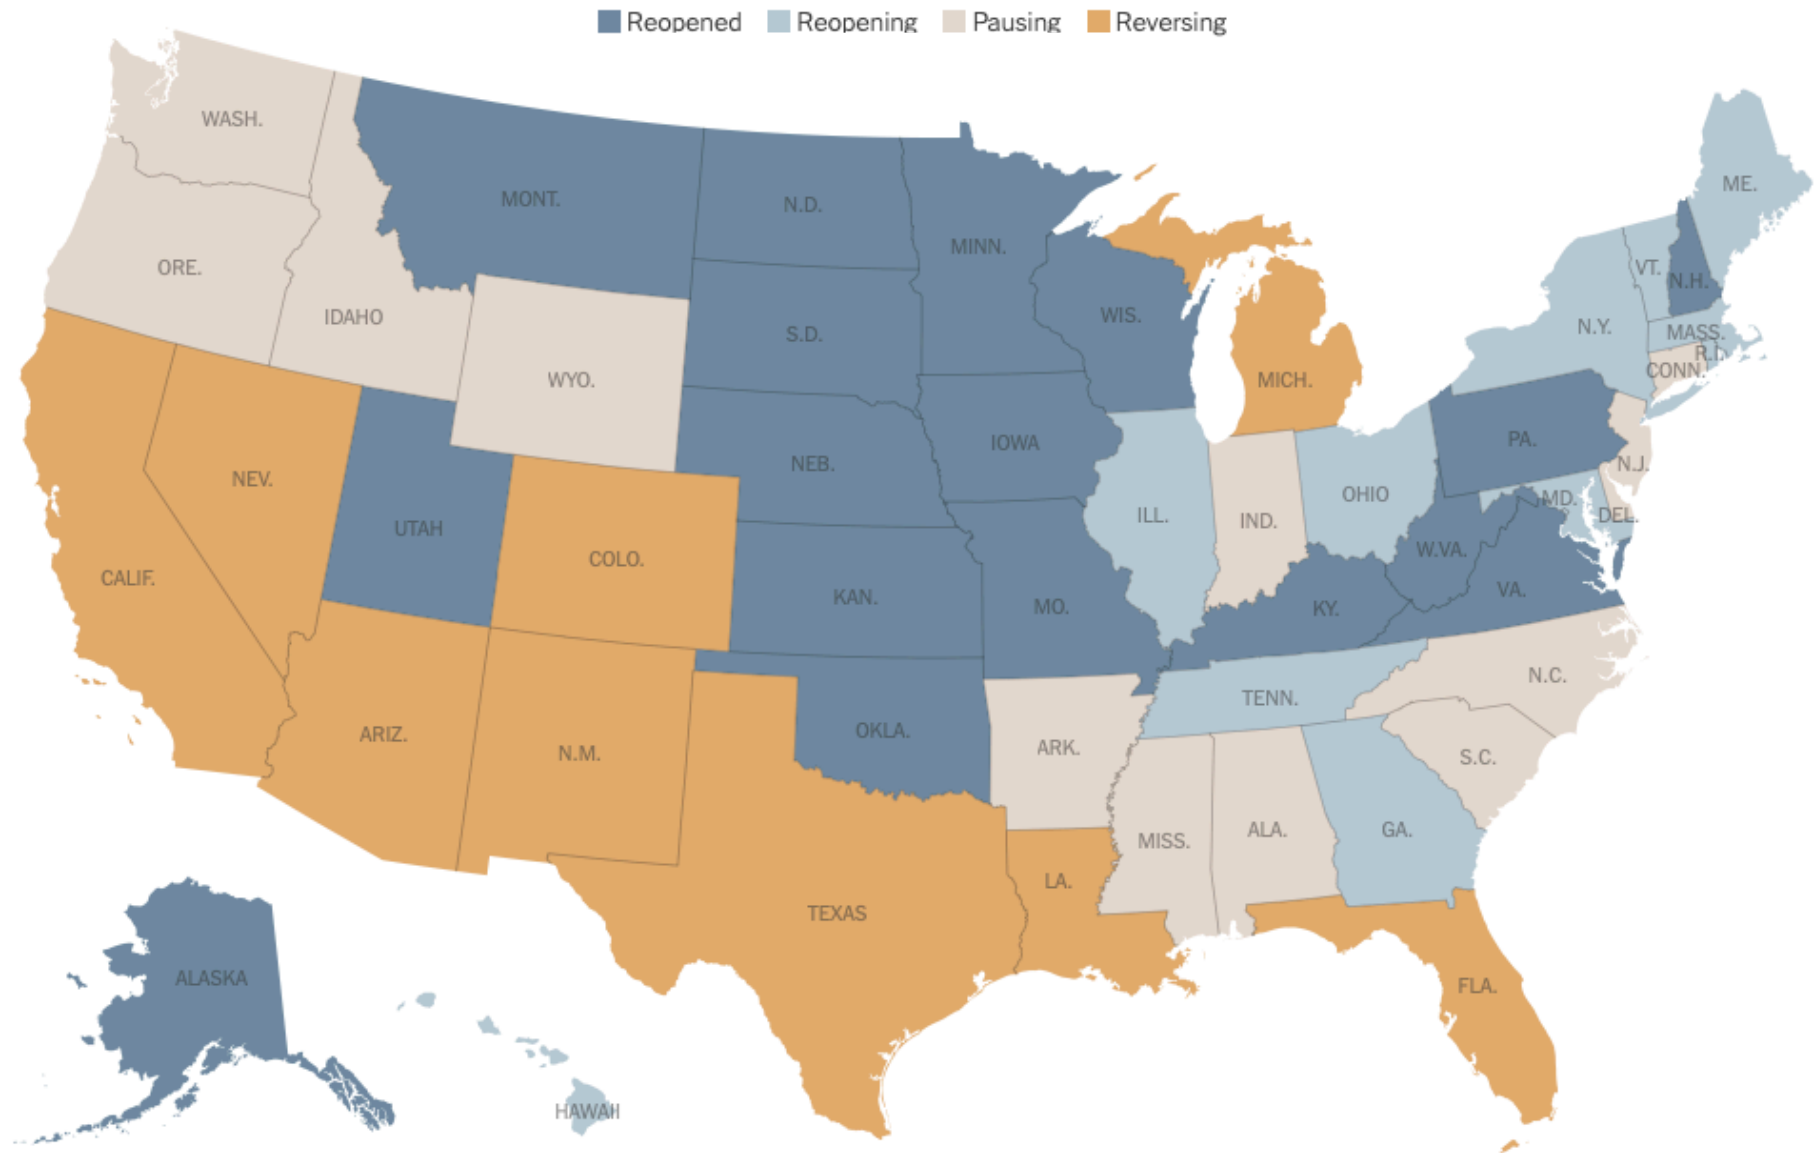 Reopened Reopening Pausing Reversing
WASH.
ORE.
IDAHO
MONT.
WYO.
N.D.
S.D.
MINN.
WIS.
MICH.
ME.
VT.
N.H.
N.Y.
MASS.
R.I.
CONN.
CALIF.
NEV.
UTAH
COLO.
NEB.
KAN.
IOWA
MO.
ILL.
IND.
OHIO
PA.
N.J.
MD.
DEL.
W.VA.
VA.
KY.
TENN.
N.C.
S.C.
ARIZ.
N.M.
OKLA.
ARK.
TEXAS
LA.
MISS.
ALA.
GA.
FLA.
ALASKA
HAWAII